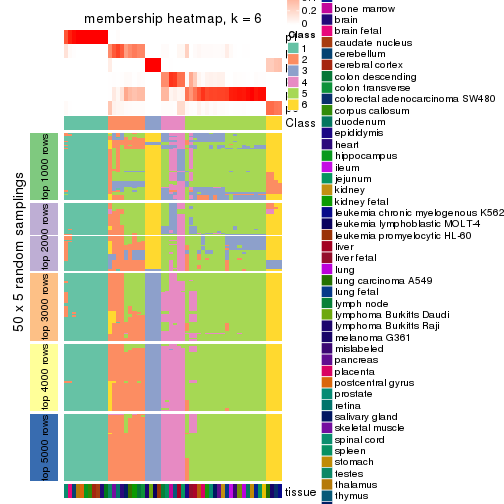 membership heatmap, k = 6
0.2
0
Class
1
2
3
4
5
6
Class
50 x 5 random samplings
top 1000 rows
top 2000 rows
top 3000 rows
top 4000 rows
top 5000 rows
tissue
bone marrow
brain
brain fetal
caudate nucleus
cerebellum
cerebral cortex
colon descending
colon transverse
colorectal adenocarcinoma SW480
corpus callosum
duodenum
epididymis
heart
hippocampus
ileum
jejunum
kidney
kidney fetal
leukemia chronic myelogenous K562
leukemia lymphoblastic MOLT-4
leukemia promyelocytic HL-60
liver
liver fetal
lung
lung carcinoma A549
lung fetal
lymph node
lymphoma Burkitts Daudi
lymphoma Burkitts Raji
melanoma G361
mislabeled
pancreas
placenta
postcentral gyrus
prostate
retina
salivary gland
skeletal muscle
spinal cord
spleen
stomach
testes
thalamus
thymus